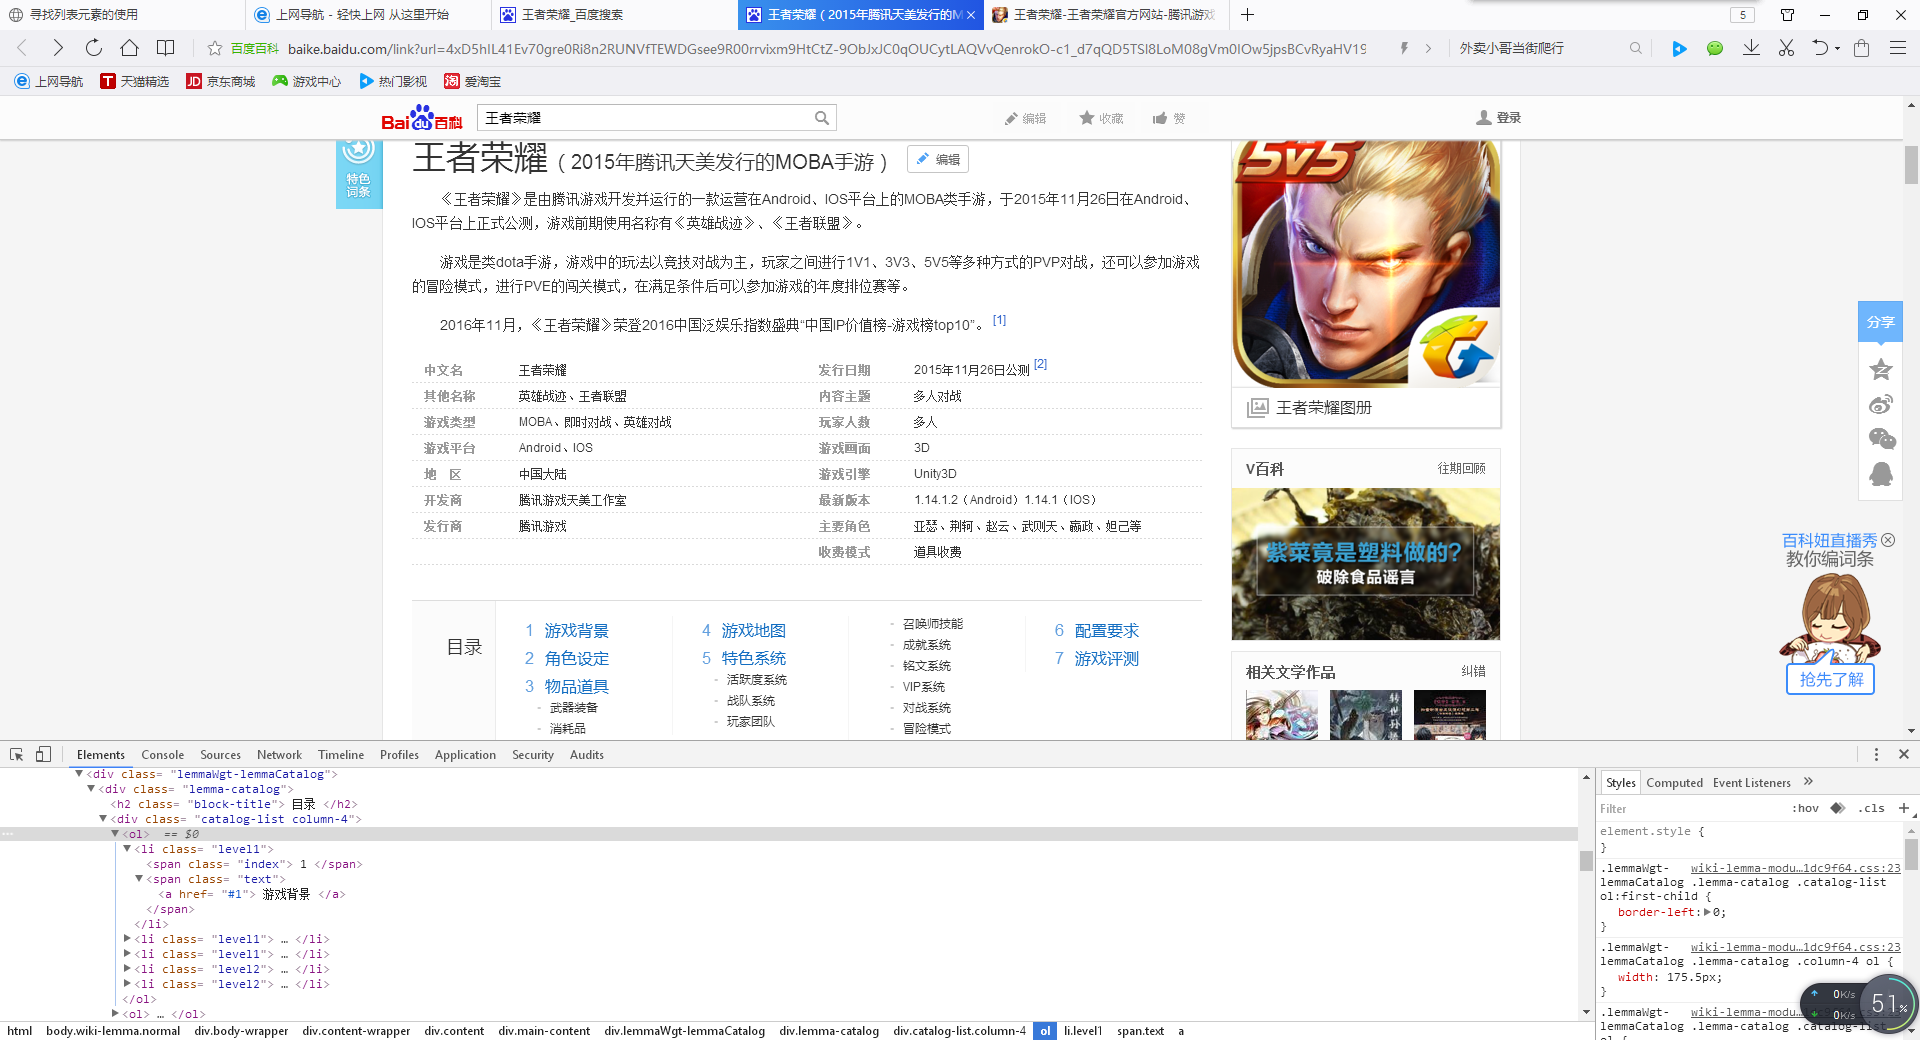 寻找列表元素的使用
上网导航 - 轻快上网 从这里开始
王者荣耀_百度搜索
王者荣耀（2015年腾讯天美发行的M
王者荣耀-王者荣耀官方网站-腾讯游戏
5
百度百科 baike.baidu.com/link?url=4xD5hIL41Ev70gre0Ri8n2RUNVfTEWDGsee9R00rrvixm9HtCtZ-9ObJxJC0qOUCytLAQVvQenrokO-c1_d7qQD5TSl8LoM08gVm0IOw5jpsBCvRyaHV19
外卖小哥当街爬行
上网导航 天猫精选 京东商城 游戏中心 热门影视 爱淘宝
Bai du 百科
王者荣耀
编辑 收藏 赞
登录
特色
词条
王者荣耀（2015年腾讯天美发行的MOBA手游） 编辑
《王者荣耀》是由腾讯游戏开发并运行的一款运营在Android、IOS平台上的MOBA类手游，于2015年11月26日在Android、
IOS平台上正式公测，游戏前期使用名称有《英雄战迹》、《王者联盟》。
游戏是类dota手游，游戏中的玩法以竞技对战为主，玩家之间进行1V1、3V3、5V5等多种方式的PVP对战，还可以参加游戏
的冒险模式，进行PVE的闯关模式，在满足条件后可以参加游戏的年度排位赛等。
2016年11月，《王者荣耀》荣登2016中国泛娱乐指数盛典“中国IP价值榜-游戏榜top10”。 [1]
中文名 王者荣耀 发行日期 2015年11月26日公测 [2]
其他名称 英雄战迹、王者联盟 内容主题 多人对战
游戏类型 MOBA、即时对战、英雄对战 玩家人数 多人
游戏平台 Android、IOS 游戏画面 3D
地 区 中国大陆 游戏引擎 Unity3D
开发商 腾讯游戏天美工作室 最新版本 1.14.1.2（Android）1.14.1（IOS）
发行商 腾讯游戏 主要角色 亚瑟、荆轲、赵云、武则天、嬴政、妲己等
收费模式 道具收费
目录
1 游戏背景
2 角色设定
3 物品道具
- 武器装备
- 消耗品
4 游戏地图
5 特色系统
- 活跃度系统
- 战队系统
- 玩家团队
- 召唤师技能
- 成就系统
- 铭文系统
- VIP系统
- 对战系统
- 冒险模式
6 配置要求
7 游戏评测
5v5
王者荣耀图册
V百科 往期回顾
紫菜竟是塑料做的?
破除食品谣言
相关文学作品 纠错
分享
百科妞直播秀
教你编词条
抢先了解
Elements Console Sources Network Timeline Profiles Application Security Audits
▼<div class= "lemmaWgt-lemmaCatalog">
▼<div class= "lemma-catalog">
<h2 class= "block-title"> 目录 </h2>
▼<div class= "catalog-list column-4">
▼<ol> == $0
▼<li class= "level1">
<span class= "index"> 1 </span>
▼<span class= "text">
<a href= "#1"> 游戏背景 </a>
</span>
</li>
▶<li class= "level1"> … </li>
▶<li class= "level1"> … </li>
▶<li class= "level2"> … </li>
▶<li class= "level2"> … </li>
</ol>
▶<ol> … </ol>
html body.wiki-lemma.normal div.body-wrapper div.content-wrapper div.content div.main-content div.lemmaWgt-lemmaCatalog div.lemma-catalog div.catalog-list.column-4 ol li.level1 span.text a
Styles Computed Event Listeners »
Filter :hov .cls +
element.style {
}
.lemmaWgt- wiki-lemma-modu…1dc9f64.css:23
lemmaCatalog .lemma-catalog .catalog-list
ol:first-child {
border-left:▶0;
}
.lemmaWgt- wiki-lemma-modu…1dc9f64.css:23
lemmaCatalog .lemma-catalog .column-4 ol {
width: 175.5px;
}
.lemmaWgt- wiki-lemma-modu
lemmaCatalog .lemma-catalog .catalog-list
ol {
0K/s
0K/s
51%